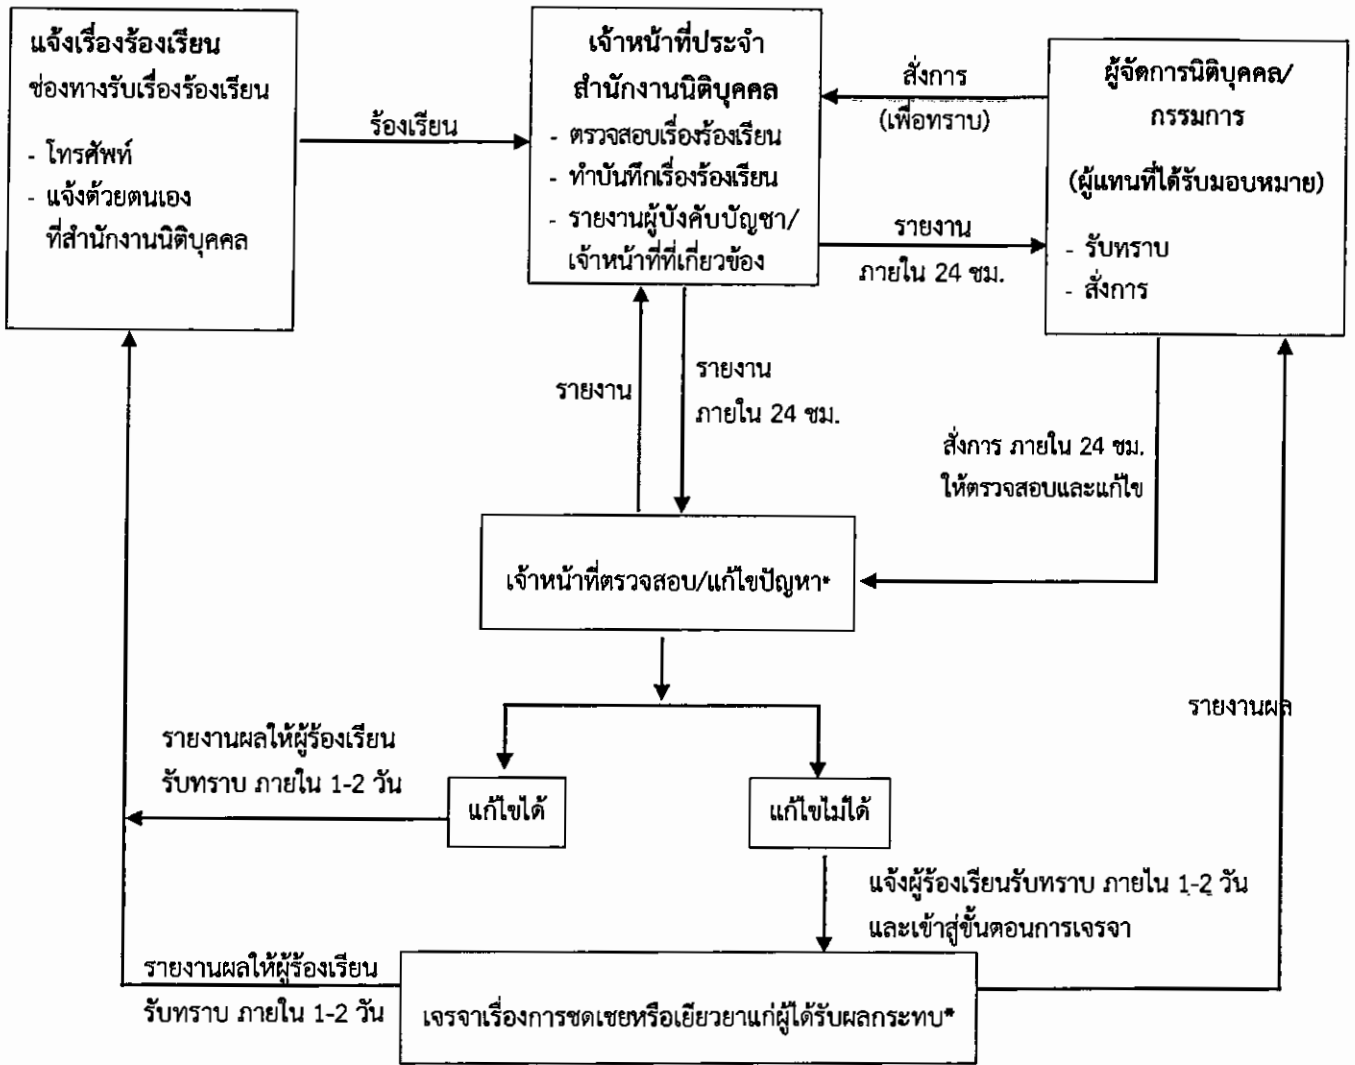 แจ้งเรื่องร้องเรียน
ช่องทางรับเรื่องร้องเรียน
- โทรศัพท์
- แจ้งด้วยตนเอง
ที่สำนักงานนิติบุคคล
ร้องเรียน
เจ้าหน้าที่ประจำ
สำนักงานนิติบุคคล
- ตรวจสอบเรื่องร้องเรียน
- ทำบันทึกเรื่องร้องเรียน
- รายงานผู้บังคับบัญชา/
เจ้าหน้าที่ที่เกี่ยวข้อง
สั่งการ
(เพื่อทราบ)
รายงาน
ภายใน 24 ชม.
ผู้จัดการนิติบุคคล/
กรรมการ
(ผู้แทนที่ได้รับมอบหมาย)
- รับทราบ
- สั่งการ
รายงาน
รายงาน
ภายใน 24 ชม.
สั่งการ ภายใน 24 ชม.
ให้ตรวจสอบและแก้ไข
เจ้าหน้าที่ตรวจสอบ/แก้ไขปัญหา*
รายงานผล
รายงานผลให้ผู้ร้องเรียน
รับทราบ ภายใน 1-2 วัน
แก้ไขได้
แก้ไขไม่ได้
แจ้งผู้ร้องเรียนรับทราบ ภายใน 1-2 วัน
และเข้าสู่ขั้นตอนการเจรจา
รายงานผลให้ผู้ร้องเรียน
รับทราบ ภายใน 1-2 วัน
เจรจาเรื่องการชดเชยหรือเยียวยาแก่ผู้ได้รับผลกระทบ*